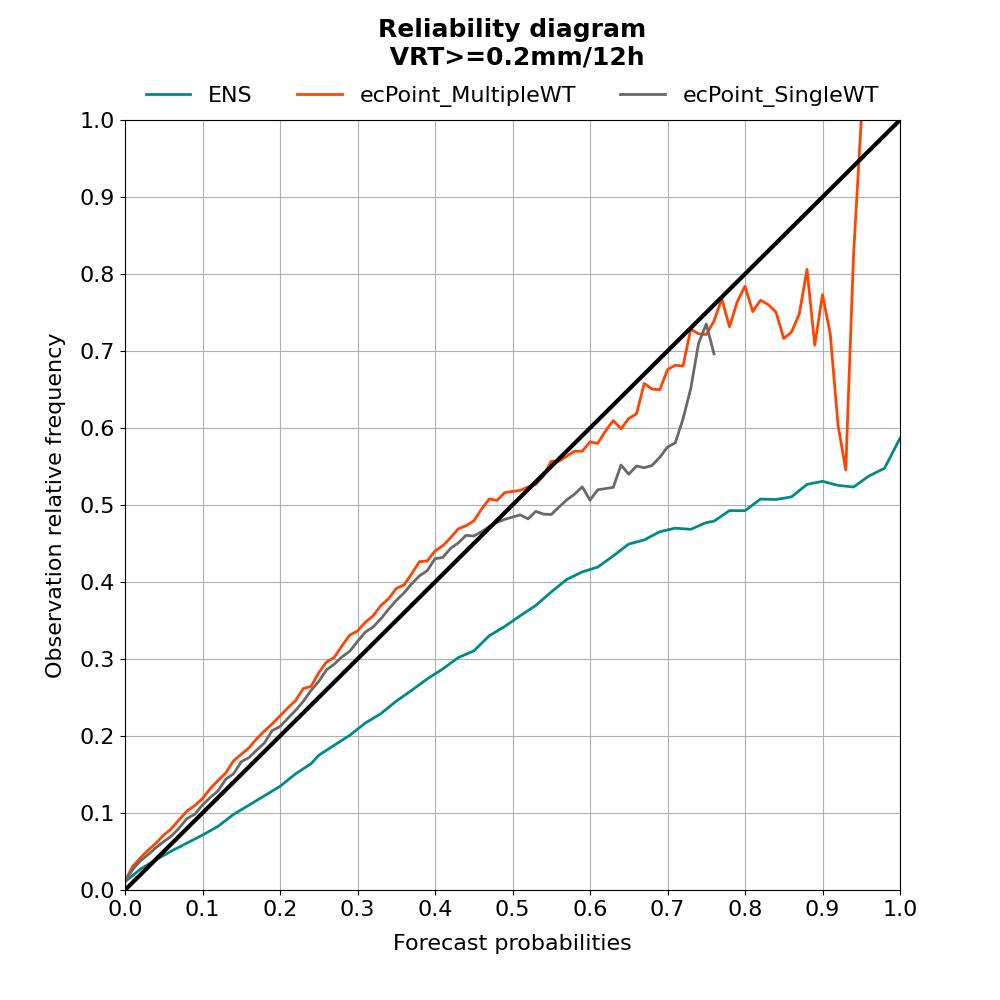 Reliability diagram
VRT>=0.2mm/12h
ENS ecPoint_MultipleWT ecPoint_SingleWT
1.0
0.9
0.8
0.7
0.6
0.5
0.4
0.3
0.2
0.1
0.0
Observation relative frequency
0.0 0.1 0.2 0.3 0.4 0.5 0.6 0.7 0.8 0.9 1.0
Forecast probabilities